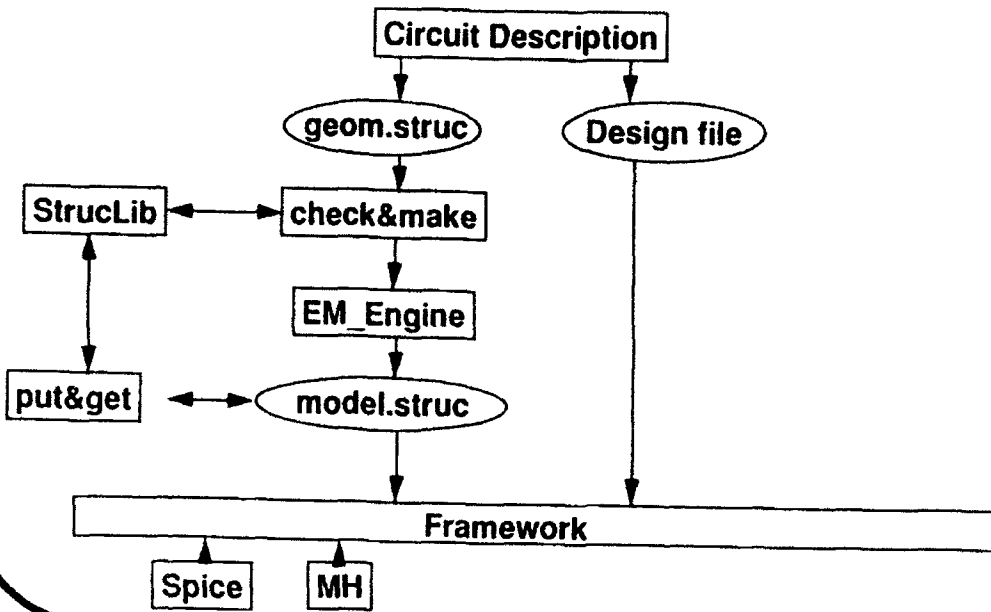 Circuit Description
geom.struc
Design file
StrucLib
check&make
EM_Engine
put&get
model.struc
Framework
Spice
MH